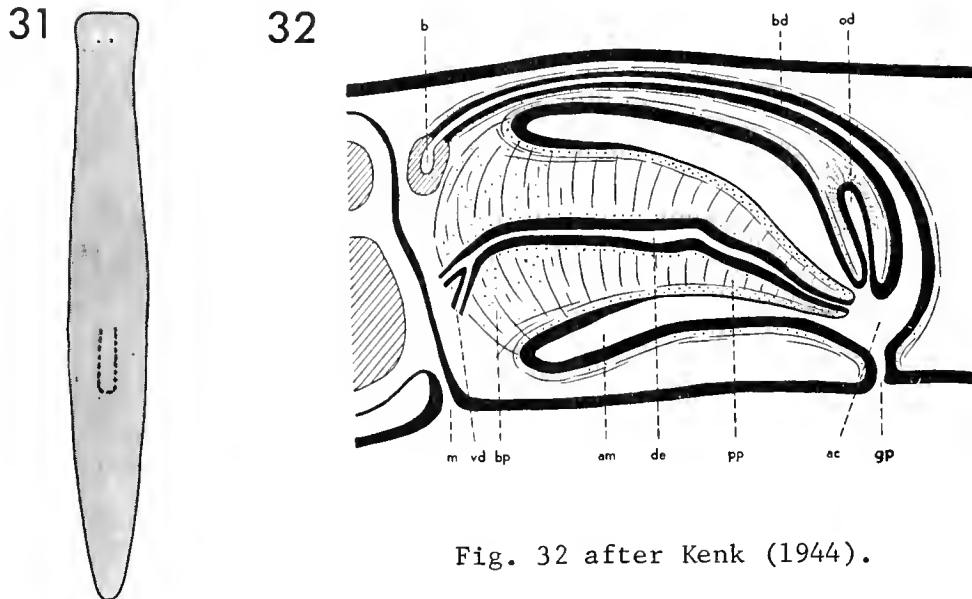 31
32
b bd od
m vd bp am de pp ac gp
Fig. 32 after Kenk (1944).